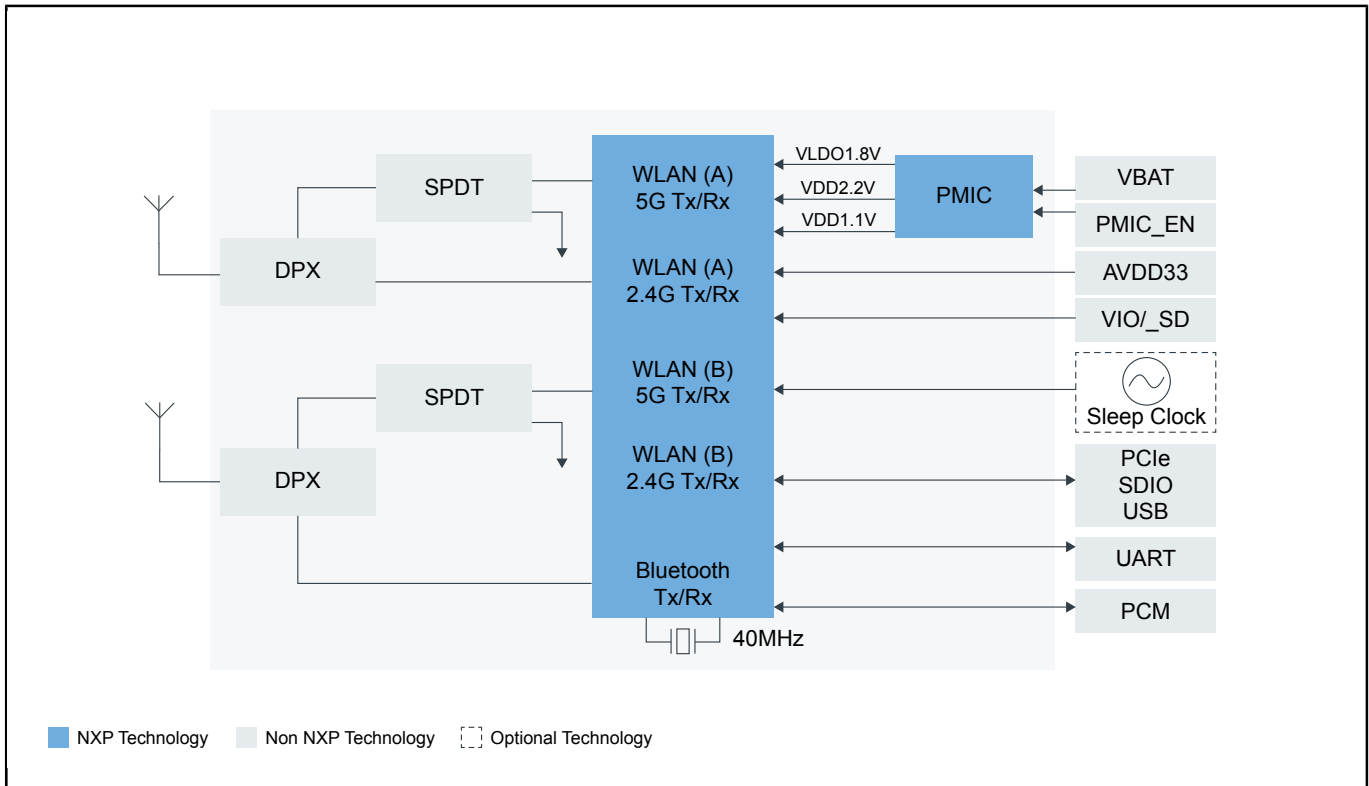 SPDT
DPX
WLAN (A)
5G Tx/Rx
WLAN (A)
2.4G Tx/Rx
VLDO1.8V
VDD2.2V
VDD1.1V
PMIC
VBAT
PMIC_EN
AVDD33
VIO/_SD
SPDT
DPX
WLAN (B)
5G Tx/Rx
WLAN (B)
2.4G Tx/Rx
Bluetooth
Tx/Rx
40MHz
Sleep Clock
PCIe
SDIO
USB
UART
PCM
NXP Technology
Non NXP Technology
Optional Technology